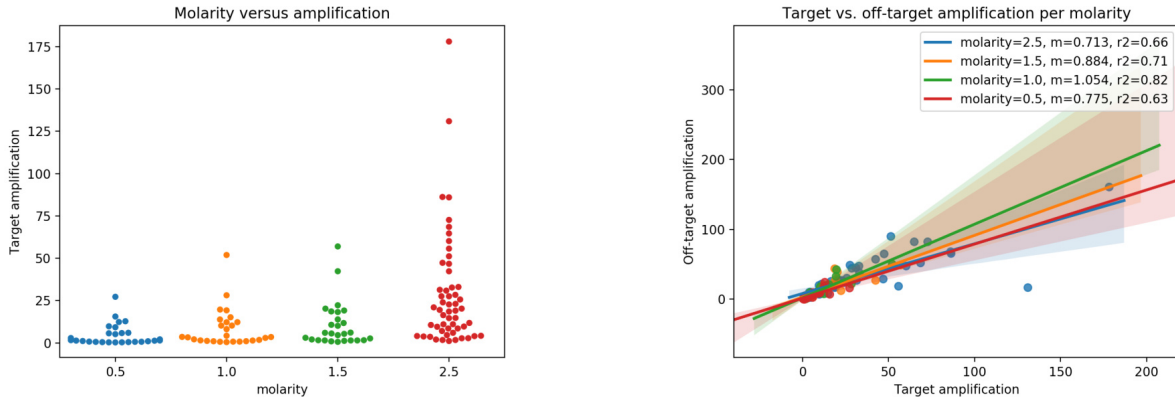 Molarity versus amplification
175
150
125
100
75
50
25
0
Target amplification
0.5
1.0
1.5
2.5
molarity
Target vs. off-target amplification per molarity
molarity=2.5, m=0.713, r2=0.66
molarity=1.5, m=0.884, r2=0.71
molarity=1.0, m=1.054, r2=0.82
molarity=0.5, m=0.775, r2=0.63
300
200
100
0
Off-target amplification
0
50
100
150
200
Target amplification